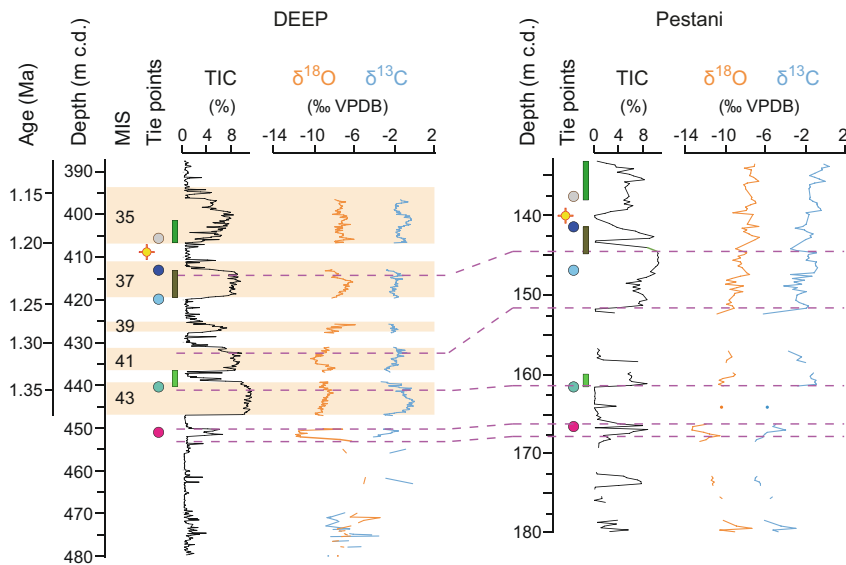 DEEP
Pestani
Age (Ma)
Depth (m c.d.)
MIS
Tie points
TIC
(%)
δ¹⁸O
δ¹³C
(‰ VPDB)
Depth (m c.d.)
Tie points
TIC
(%)
δ¹⁸O
δ¹³C
(‰ VPDB)
0 4 8
-14 -10 -6 -2 2
0 4 8
-14 -10 -6 -2 2
1.15
1.20
1.25
1.30
1.35
390
400
410
420
430
440
450
460
470
480
35
37
39
41
43
140
150
160
170
180